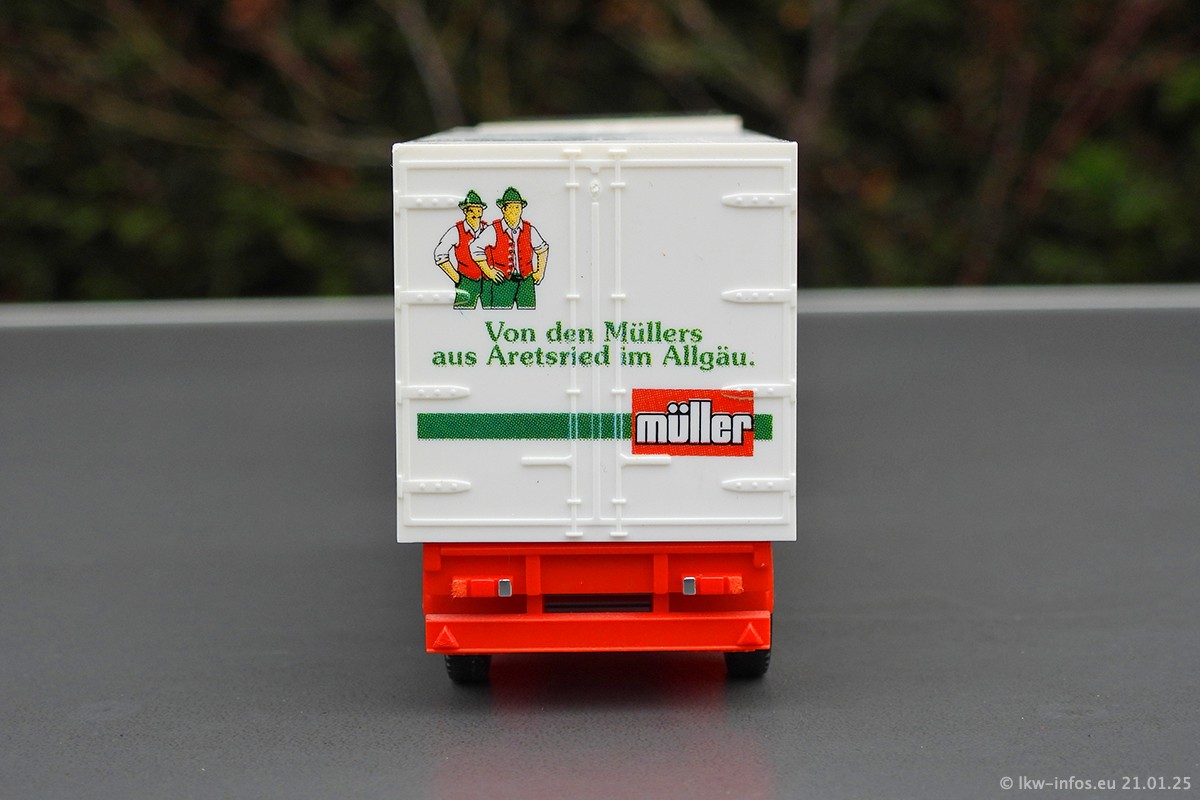 Von den Müllers
aus Aretsried im Allgäu.
müller
© lkw-infos.eu 21.01.25